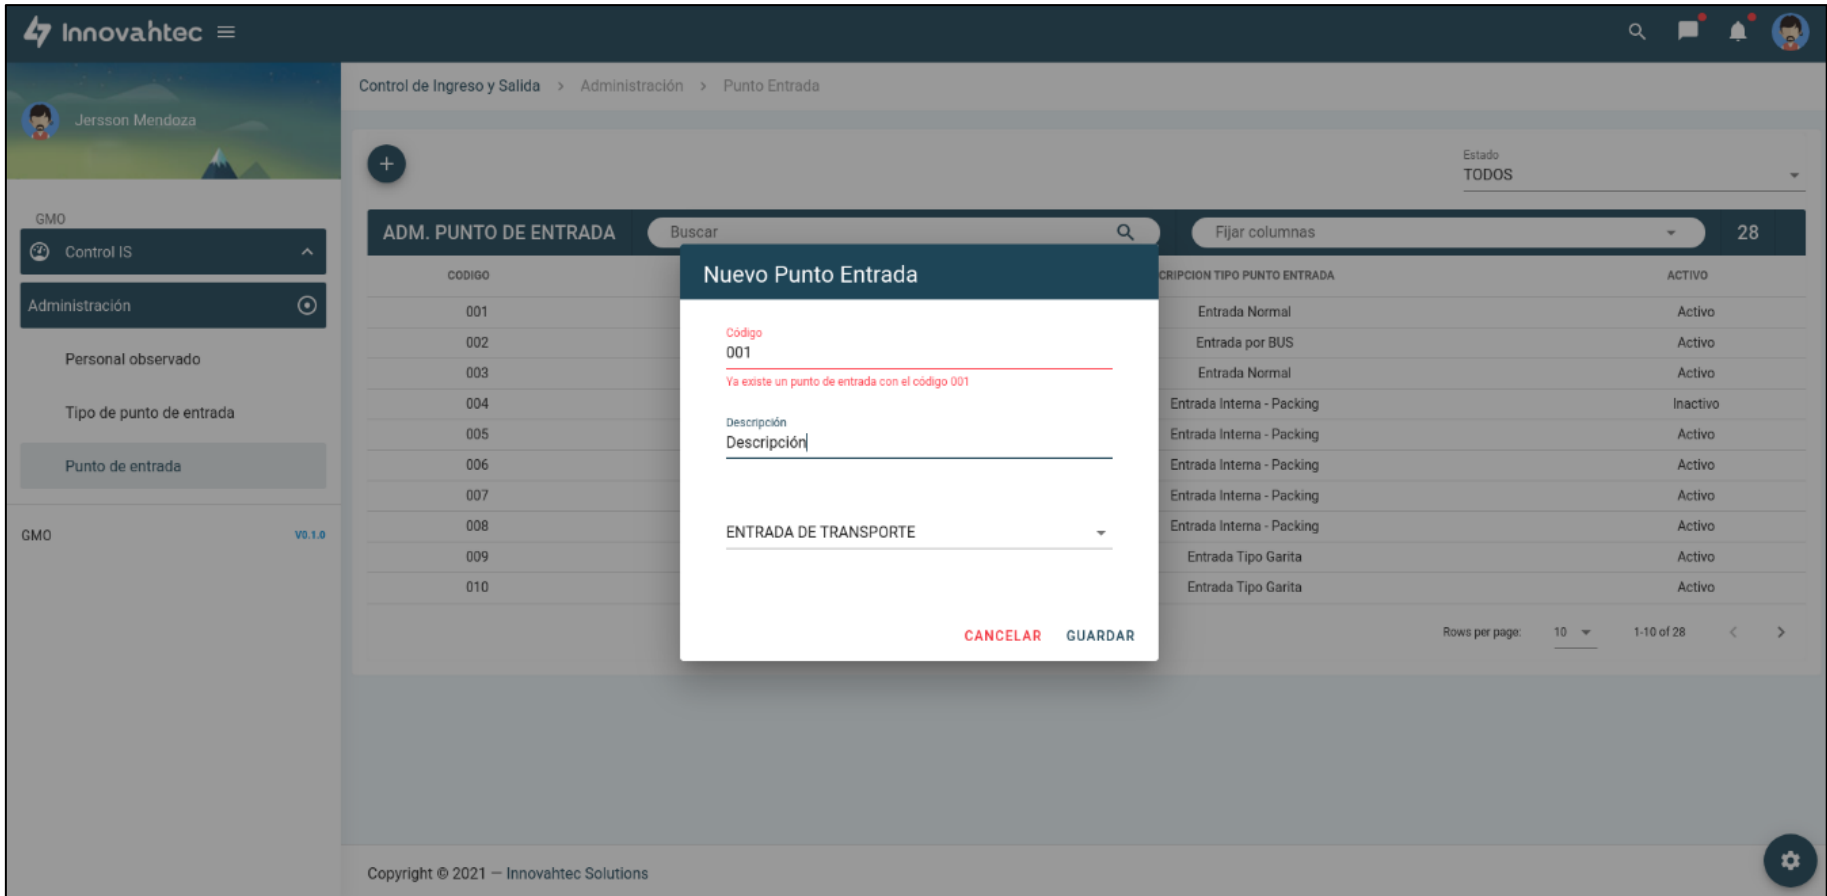 Innovahtec
Jersson Mendoza
GMO
Control IS
Administración
Personal observado
Tipo de punto de entrada
Punto de entrada
GMO V0.1.0
Control de Ingreso y Salida > Administración > Punto Entrada
Estado
TODOS
ADM. PUNTO DE ENTRADA Buscar Fijar columnas 28
CODIGO CRIPCION TIPO PUNTO ENTRADA ACTIVO
001 Entrada Normal Activo
002 Entrada por BUS Activo
003 Entrada Normal Activo
004 Entrada Interna - Packing Inactivo
005 Entrada Interna - Packing Activo
006 Entrada Interna - Packing Activo
007 Entrada Interna - Packing Activo
008 Entrada Interna - Packing Activo
009 Entrada Tipo Garita Activo
010 Entrada Tipo Garita Activo
Rows per page: 10 1-10 of 28
Nuevo Punto Entrada
Código
001
Ya existe un punto de entrada con el código 001
Descripción
Descripción
ENTRADA DE TRANSPORTE
CANCELAR GUARDAR
Copyright © 2021 — Innovahtec Solutions